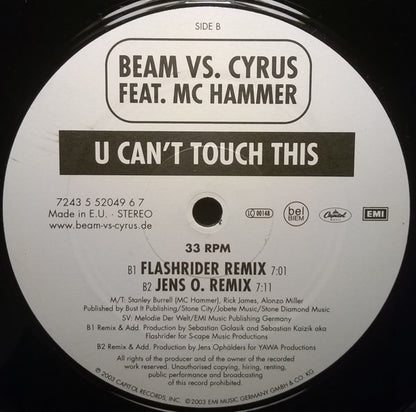 SIDE B
BEAM VS. CYRUS
FEAT. MC HAMMER
U CAN'T TOUCH THIS
7243 5 52049 6 7
Made in E.U. - STEREO
www.beam-vs-cyrus.de
LC 00148
bel
BIEM
Capitol
EMI
33 RPM
B1 FLASHRIDER REMIX 7:01
B2 JENS O. REMIX 7:11
M/T: Stanley Burrell (MC Hammer), Rick James, Alonzo Miller
Published by Bust It Publishing/Stone City/Jobete Music/Stone Diamond Music
SV: Melodie Der Welt/EMI Music Publishing Germany
B1 Remix & Add. Production by Sebastian Golasik and Sebastian Kaizik aka
Flashrider for S-cape Music Productions
B2 Remix & Add. Production by Jens Ophälders for YAWA Productions
All rights of the producer and of the owner of the recorded
work reserved. Unauthorised copying, hiring, renting,
public performance and broadcasting
of this record prohibited.
© 2003 CAPITOL RECORDS, INC. ℗ 2003 EMI MUSIC GERMANY GMBH & CO. KG